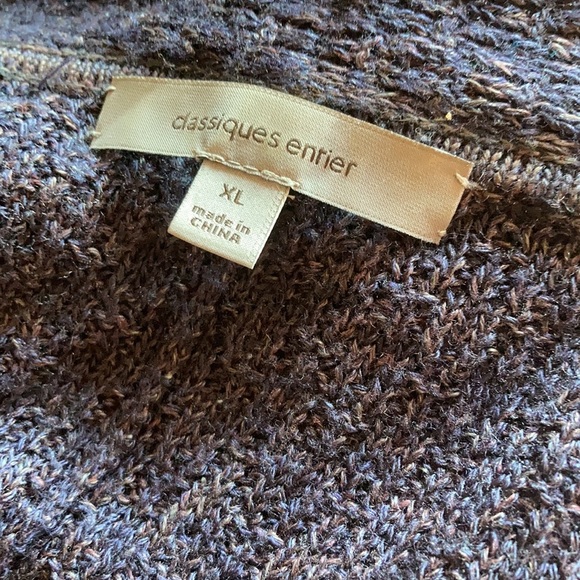 classiques entier
XL
made in
CHINA